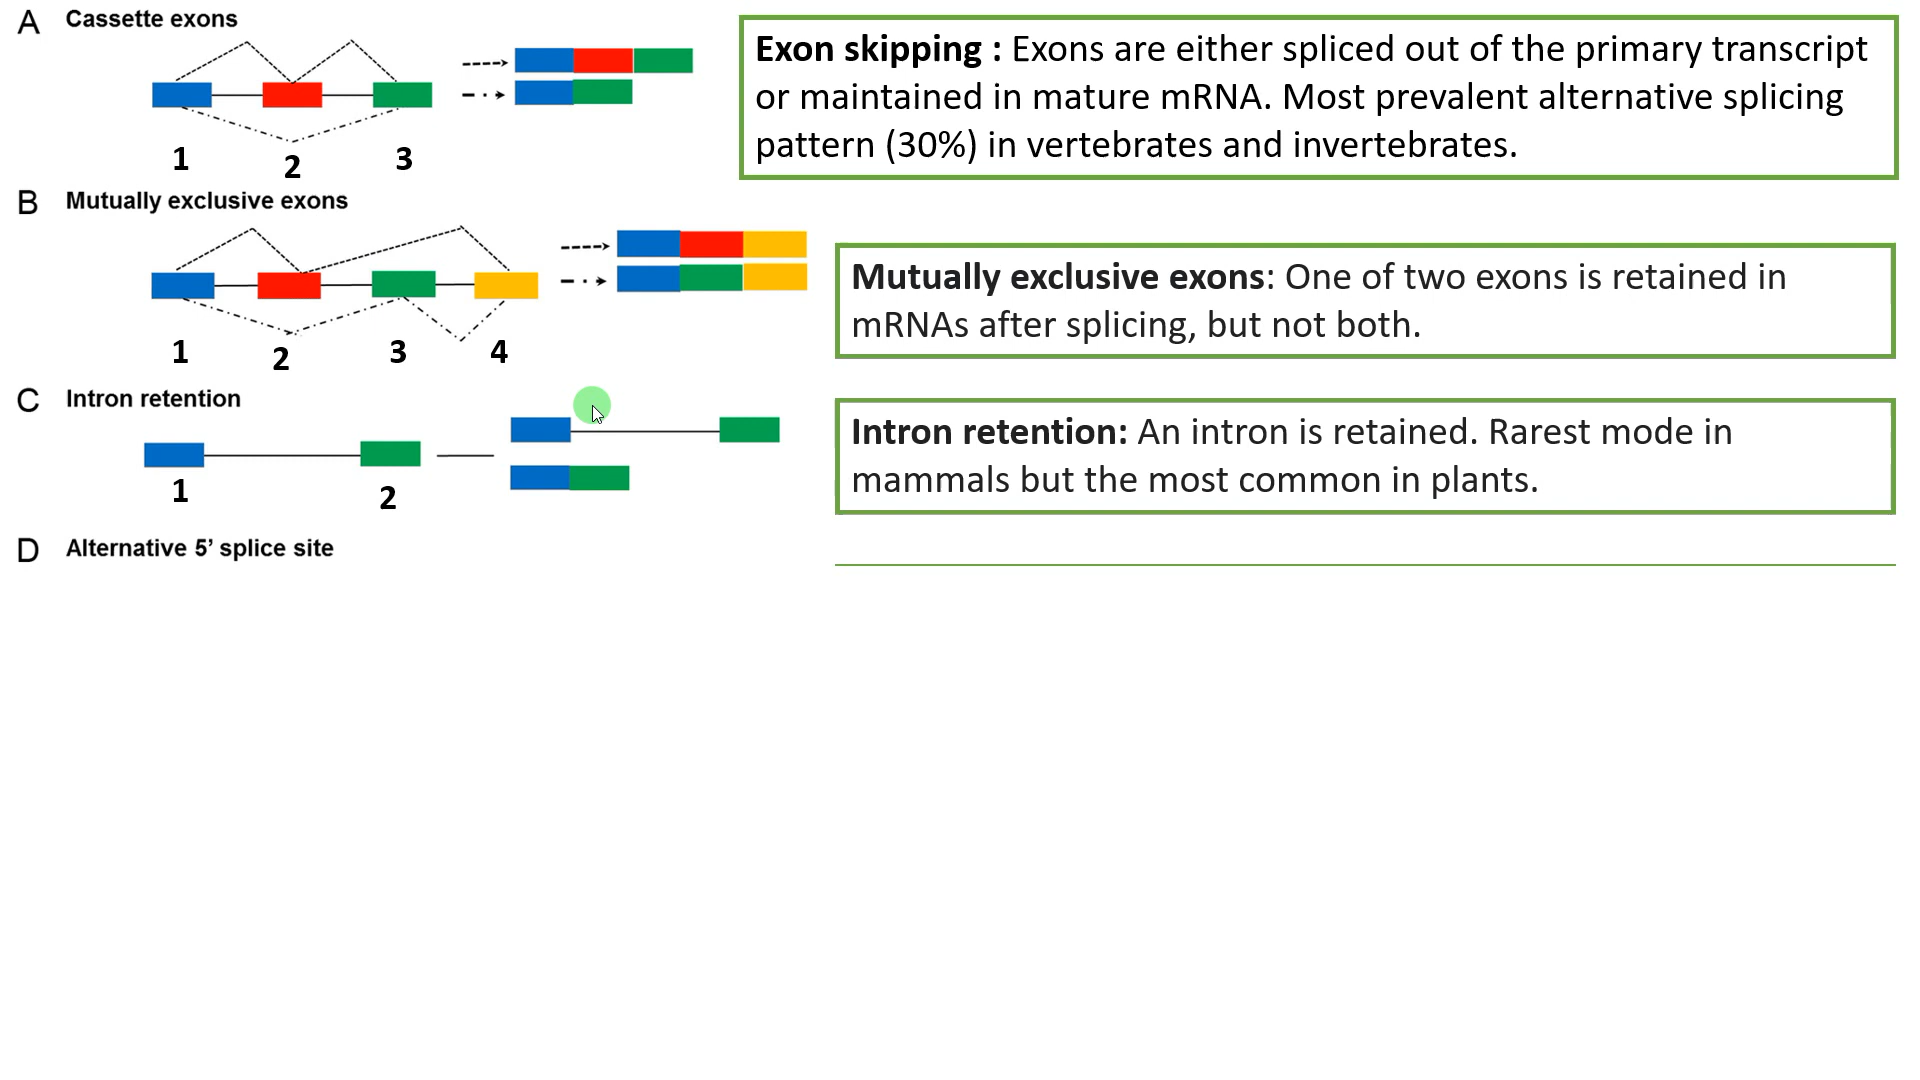 A Cassette exons
1 2 3
Exon skipping : Exons are either spliced out of the primary transcript
or maintained in mature mRNA. Most prevalent alternative splicing
pattern (30%) in vertebrates and invertebrates.
B Mutually exclusive exons
1 2 3 4
Mutually exclusive exons: One of two exons is retained in
mRNAs after splicing, but not both.
C Intron retention
1 2
Intron retention: An intron is retained. Rarest mode in
mammals but the most common in plants.
D Alternative 5’ splice site